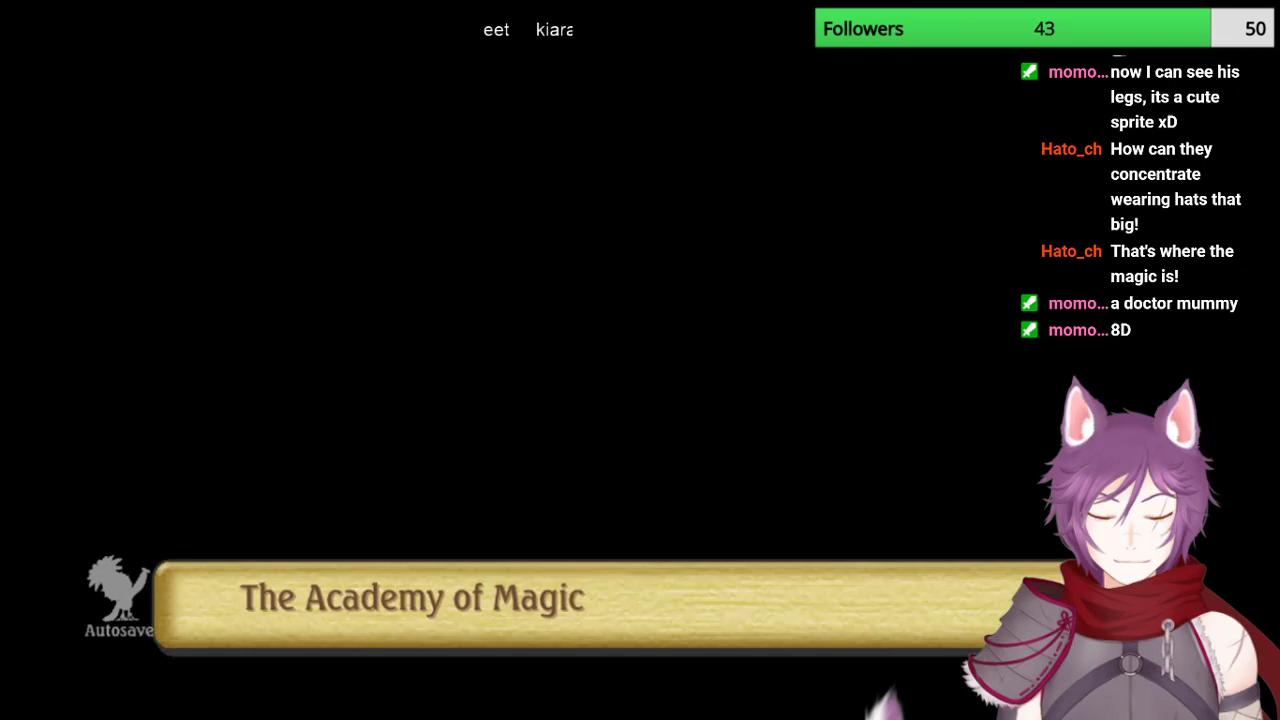 eet kiara
Followers 43 50
momo... now I can see his
legs, its a cute
sprite xD
Hato_ch How can they
concentrate
wearing hats that
big!
Hato_ch That's where the
magic is!
momo... a doctor mummy
momo... 8D
The Academy of Magic
Autosave